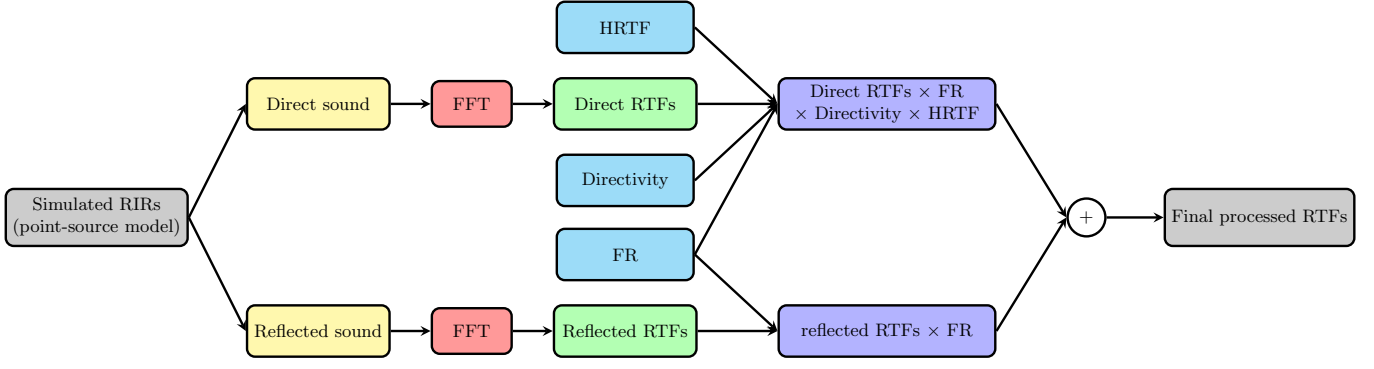 HRTF
Direct sound
FFT
Direct RTFs
Direct RTFs × FR
× Directivity × HRTF
Directivity
Simulated RIRs
(point-source model)
+
Final processed RTFs
FR
Reflected sound
FFT
Reflected RTFs
reflected RTFs × FR